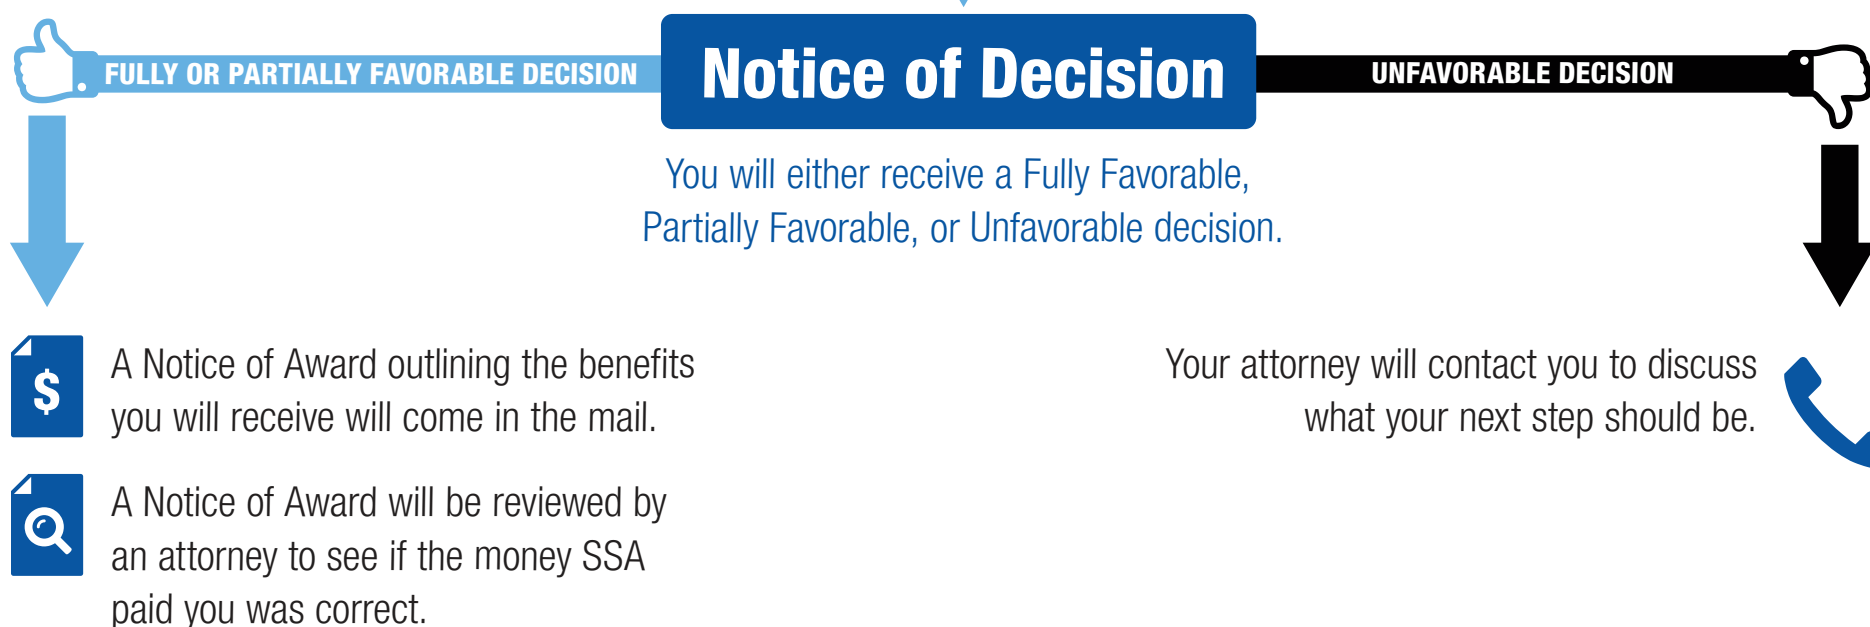 FULLY OR PARTIALLY FAVORABLE DECISION
Notice of Decision
UNFAVORABLE DECISION
You will either receive a Fully Favorable,
Partially Favorable, or Unfavorable decision.
$
A Notice of Award outlining the benefits
you will receive will come in the mail.
A Notice of Award will be reviewed by
an attorney to see if the money SSA
paid you was correct.
Your attorney will contact you to discuss
what your next step should be.